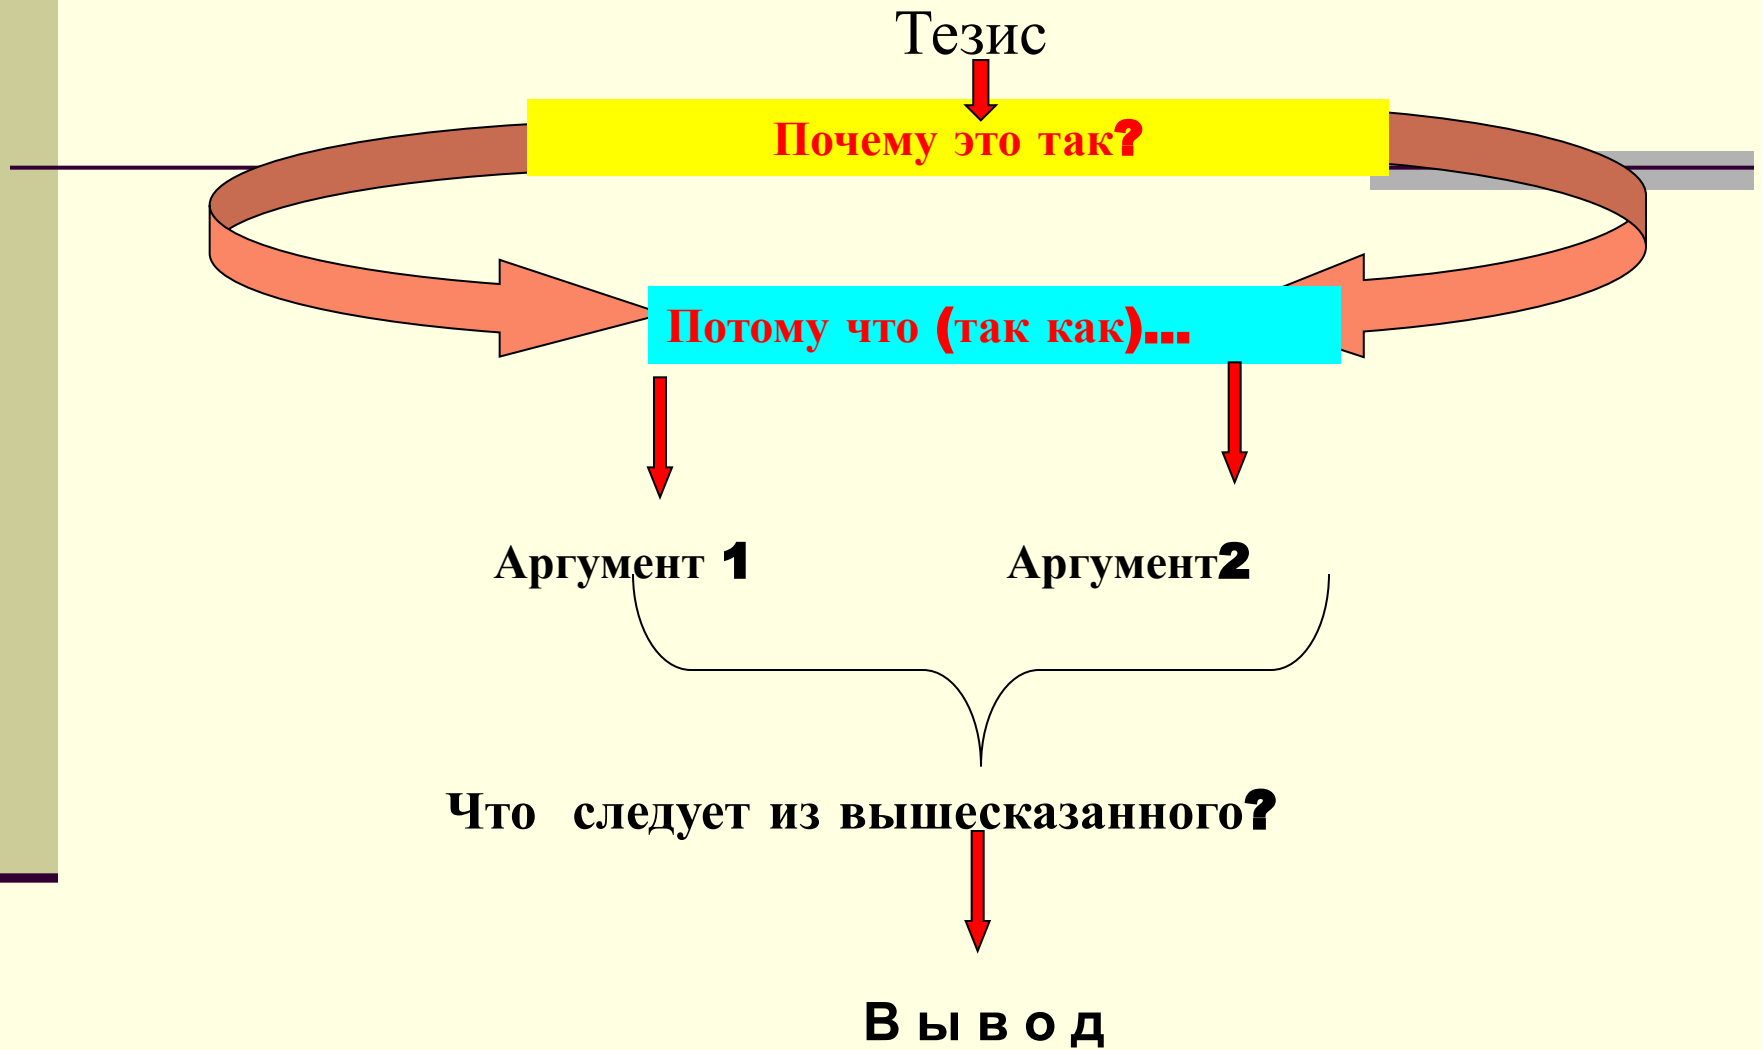 Тезис
Почему это так?
Потому что (так как)...
Аргумент 1 Аргумент2
Что следует из вышесказанного?
В ы в о д